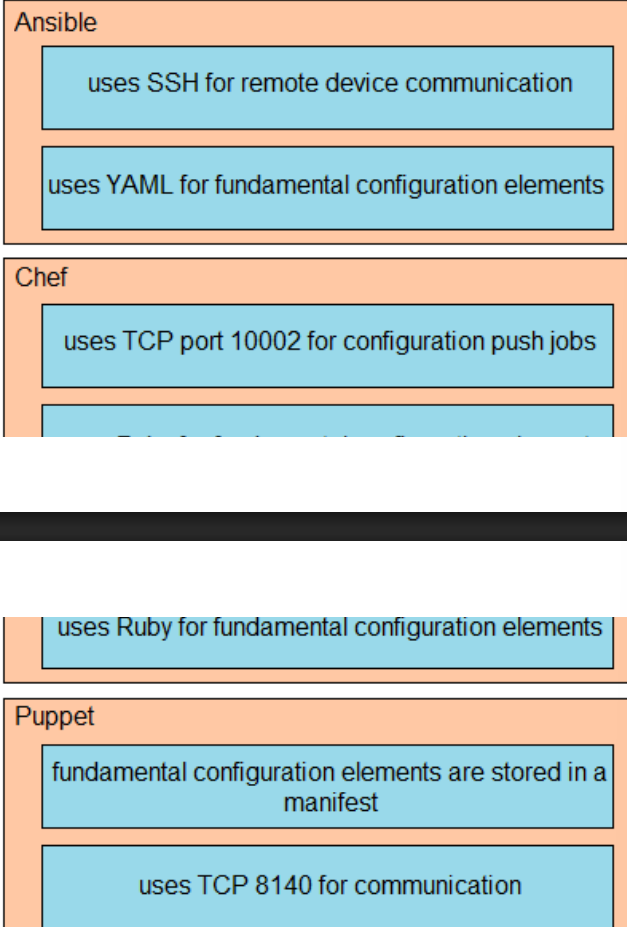 Ansible
uses SSH for remote device communication
uses YAML for fundamental configuration elements
Chef
uses TCP port 10002 for configuration push jobs
uses Ruby for fundamental configuration elements
Puppet
fundamental configuration elements are stored in a
manifest
uses TCP 8140 for communication